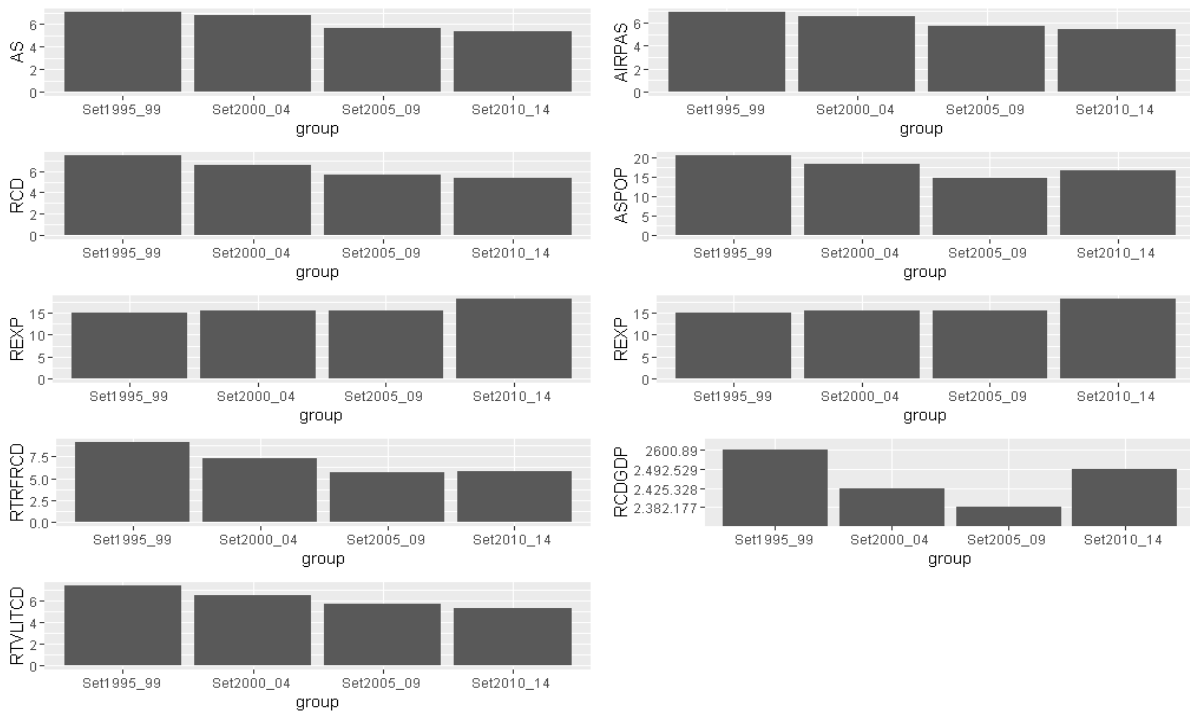 AS
6
4
2
0
Set1995_99 Set2000_04 Set2005_09 Set2010_14
group
AIRPAS
6
4
2
0
Set1995_99 Set2000_04 Set2005_09 Set2010_14
group
RCD
6
4
2
0
Set1995_99 Set2000_04 Set2005_09 Set2010_14
group
ASPOP
20
15
10
5
0
Set1995_99 Set2000_04 Set2005_09 Set2010_14
group
REXP
15
10
5
0
Set1995_99 Set2000_04 Set2005_09 Set2010_14
group
REXP
15
10
5
0
Set1995_99 Set2000_04 Set2005_09 Set2010_14
group
RTRFRCD
7.5
5.0
2.5
0.0
Set1995_99 Set2000_04 Set2005_09 Set2010_14
group
RCDGDP
2600.89
2.492.529
2.425.328
2.382.177
Set1995_99 Set2000_04 Set2005_09 Set2010_14
group
RTVLITCD
6
4
2
0
Set1995_99 Set2000_04 Set2005_09 Set2010_14
group